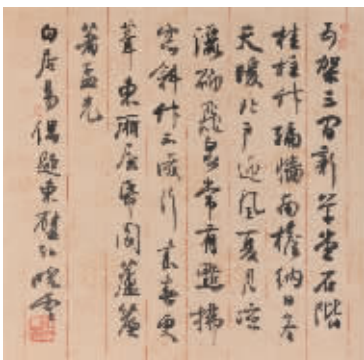 五架三間新草堂石階
桂柱竹編牆南檐納日冬
天暖北戶迎風夏月涼
灑砌飛泉常有點拂
窗斜竹不成行來春更
葺東廂屋紙閣蘆簾
著孟光
白居易偶題東壁